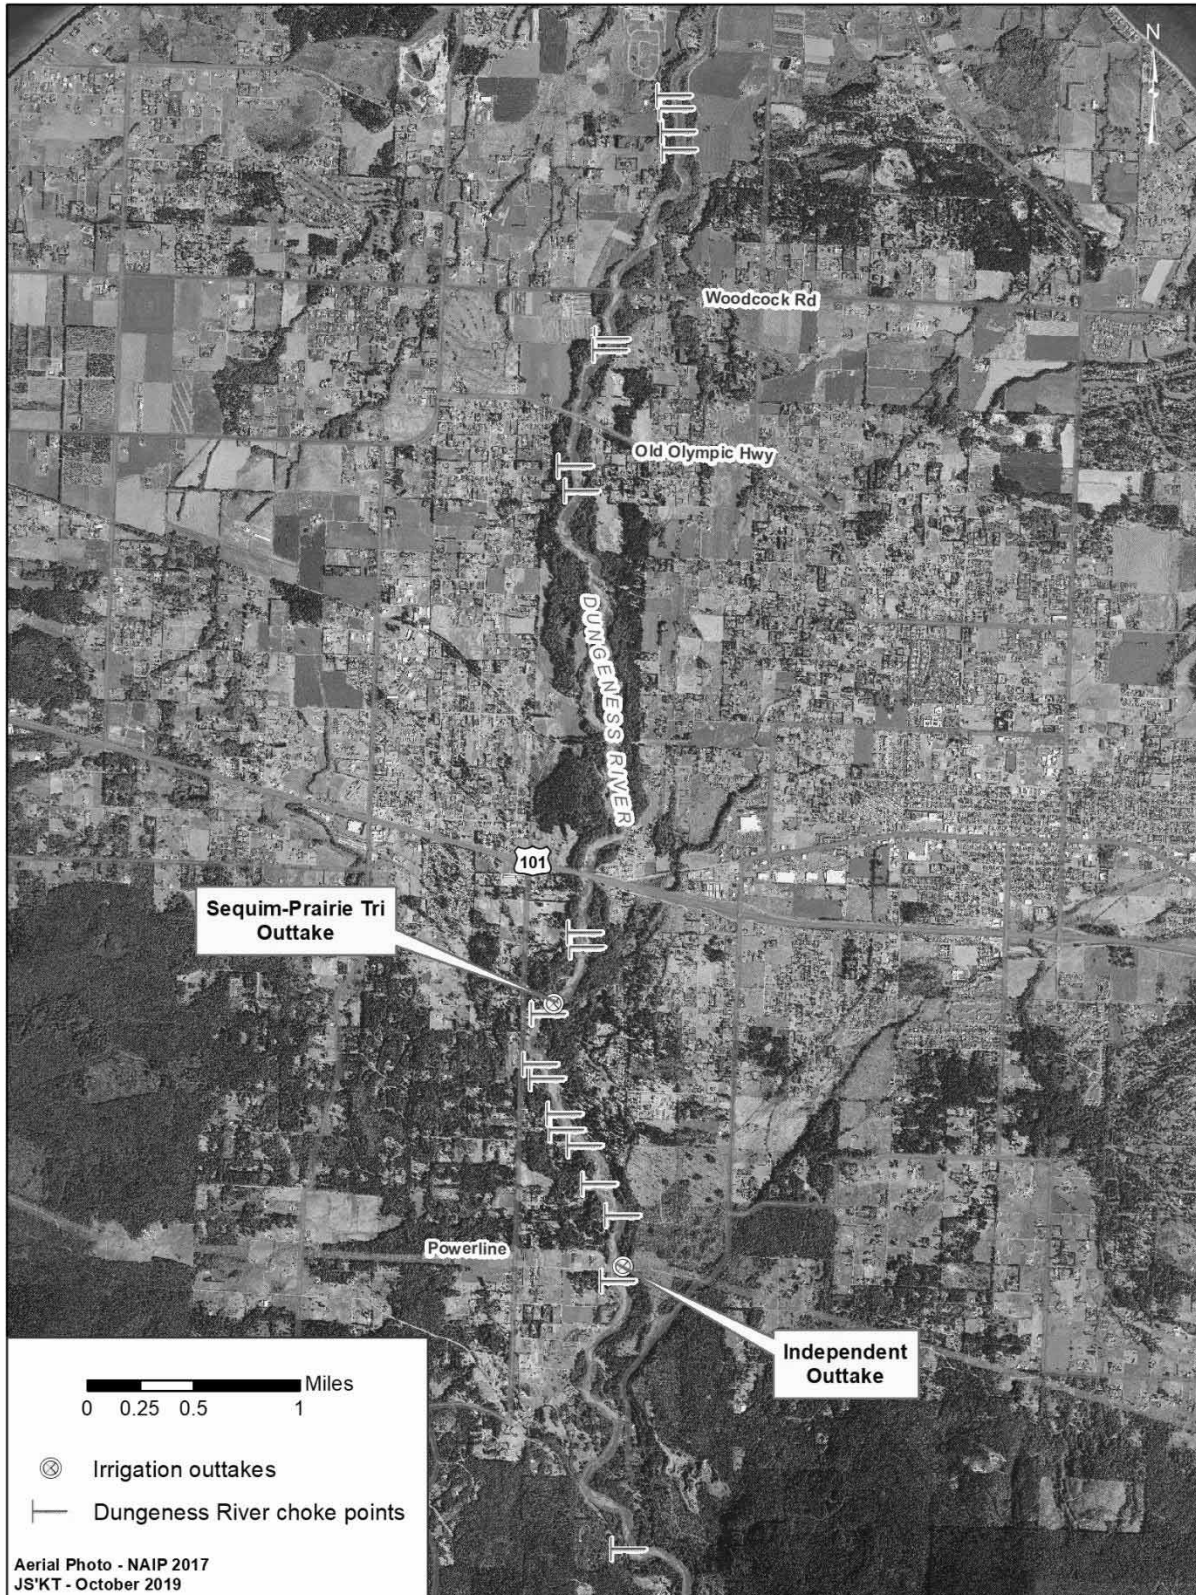 N
Woodcock Rd
Old Olympic Hwy
DUNGENESS RIVER
101
Sequim-Prairie Tri
Outtake
Powerline
Independent
Outtake
Miles
0 0.25 0.5 1
Irrigation outtakes
Dungeness River choke points
Aerial Photo - NAIP 2017
JS'KT - October 2019